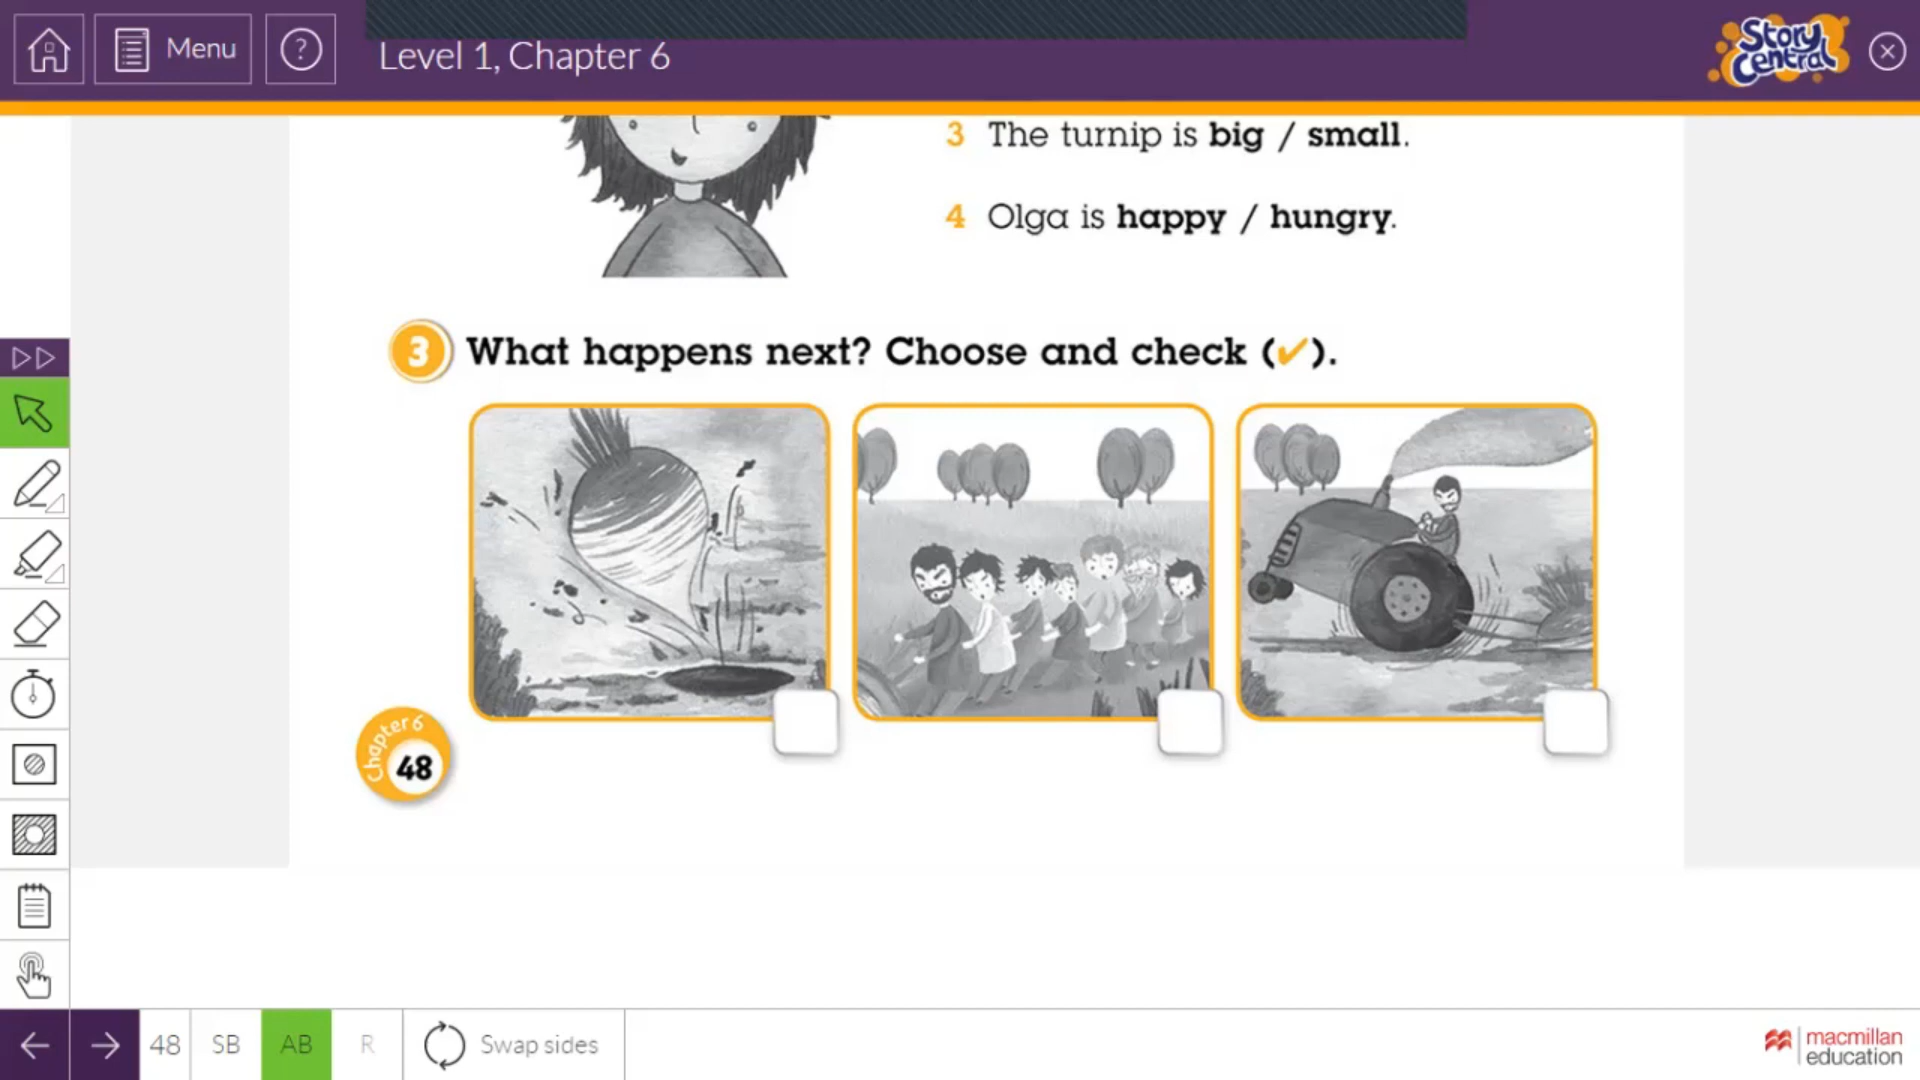 Menu
?
Level 1, Chapter 6
Story Central
3 The turnip is big / small.
4 Olga is happy / hungry.
3 What happens next? Choose and check (✔).
Chapter 6
48
48
SB
AB
R
Swap sides
macmillan
education